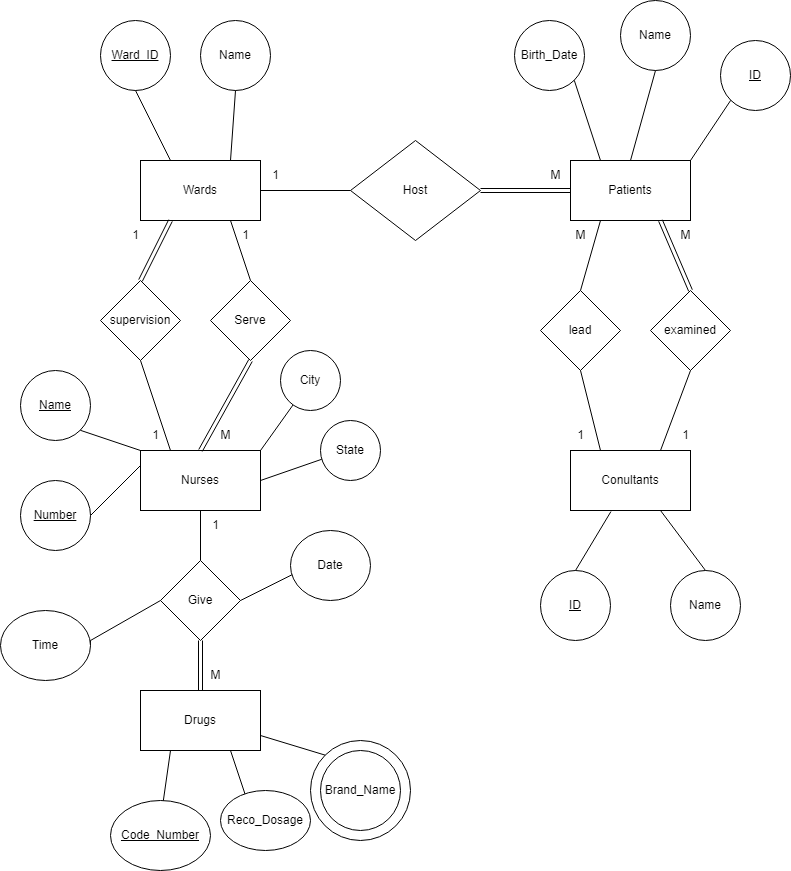 Ward_ID
Name
Birth_Date
Name
ID
Wards
1
Host
M
Patients
1
1
M
M
supervision
Serve
lead
examined
Name
City
State
1
M
Nurses
1
1
Conultants
Number
1
Date
Give
Time
ID
Name
M
Drugs
Code_Number
Reco_Dosage
Brand_Name